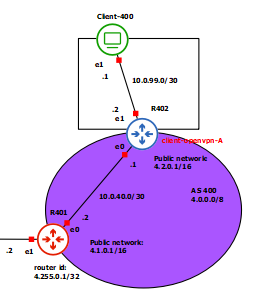 Client-400
e1
.1
10.0.99.0/30
.2
R402
e1
client-openvpn-A
e0
.1
Public network:
4.2.0.1/16
AS 400
4.0.0.0/8
10.0.40.0/30
R401
.2
e0
.2
e1
Public network:
4.1.0.1/16
router id:
4.255.0.1/32